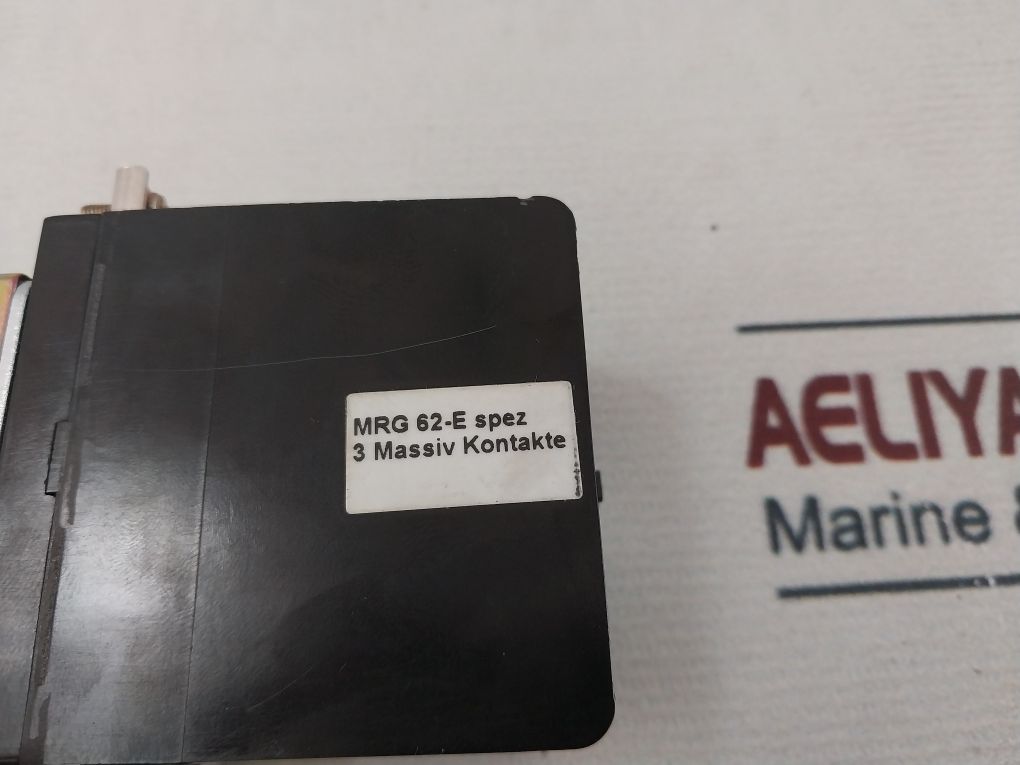 MRG 62-E spez
3 Massiv Kontakte
AELIYA
Marine &